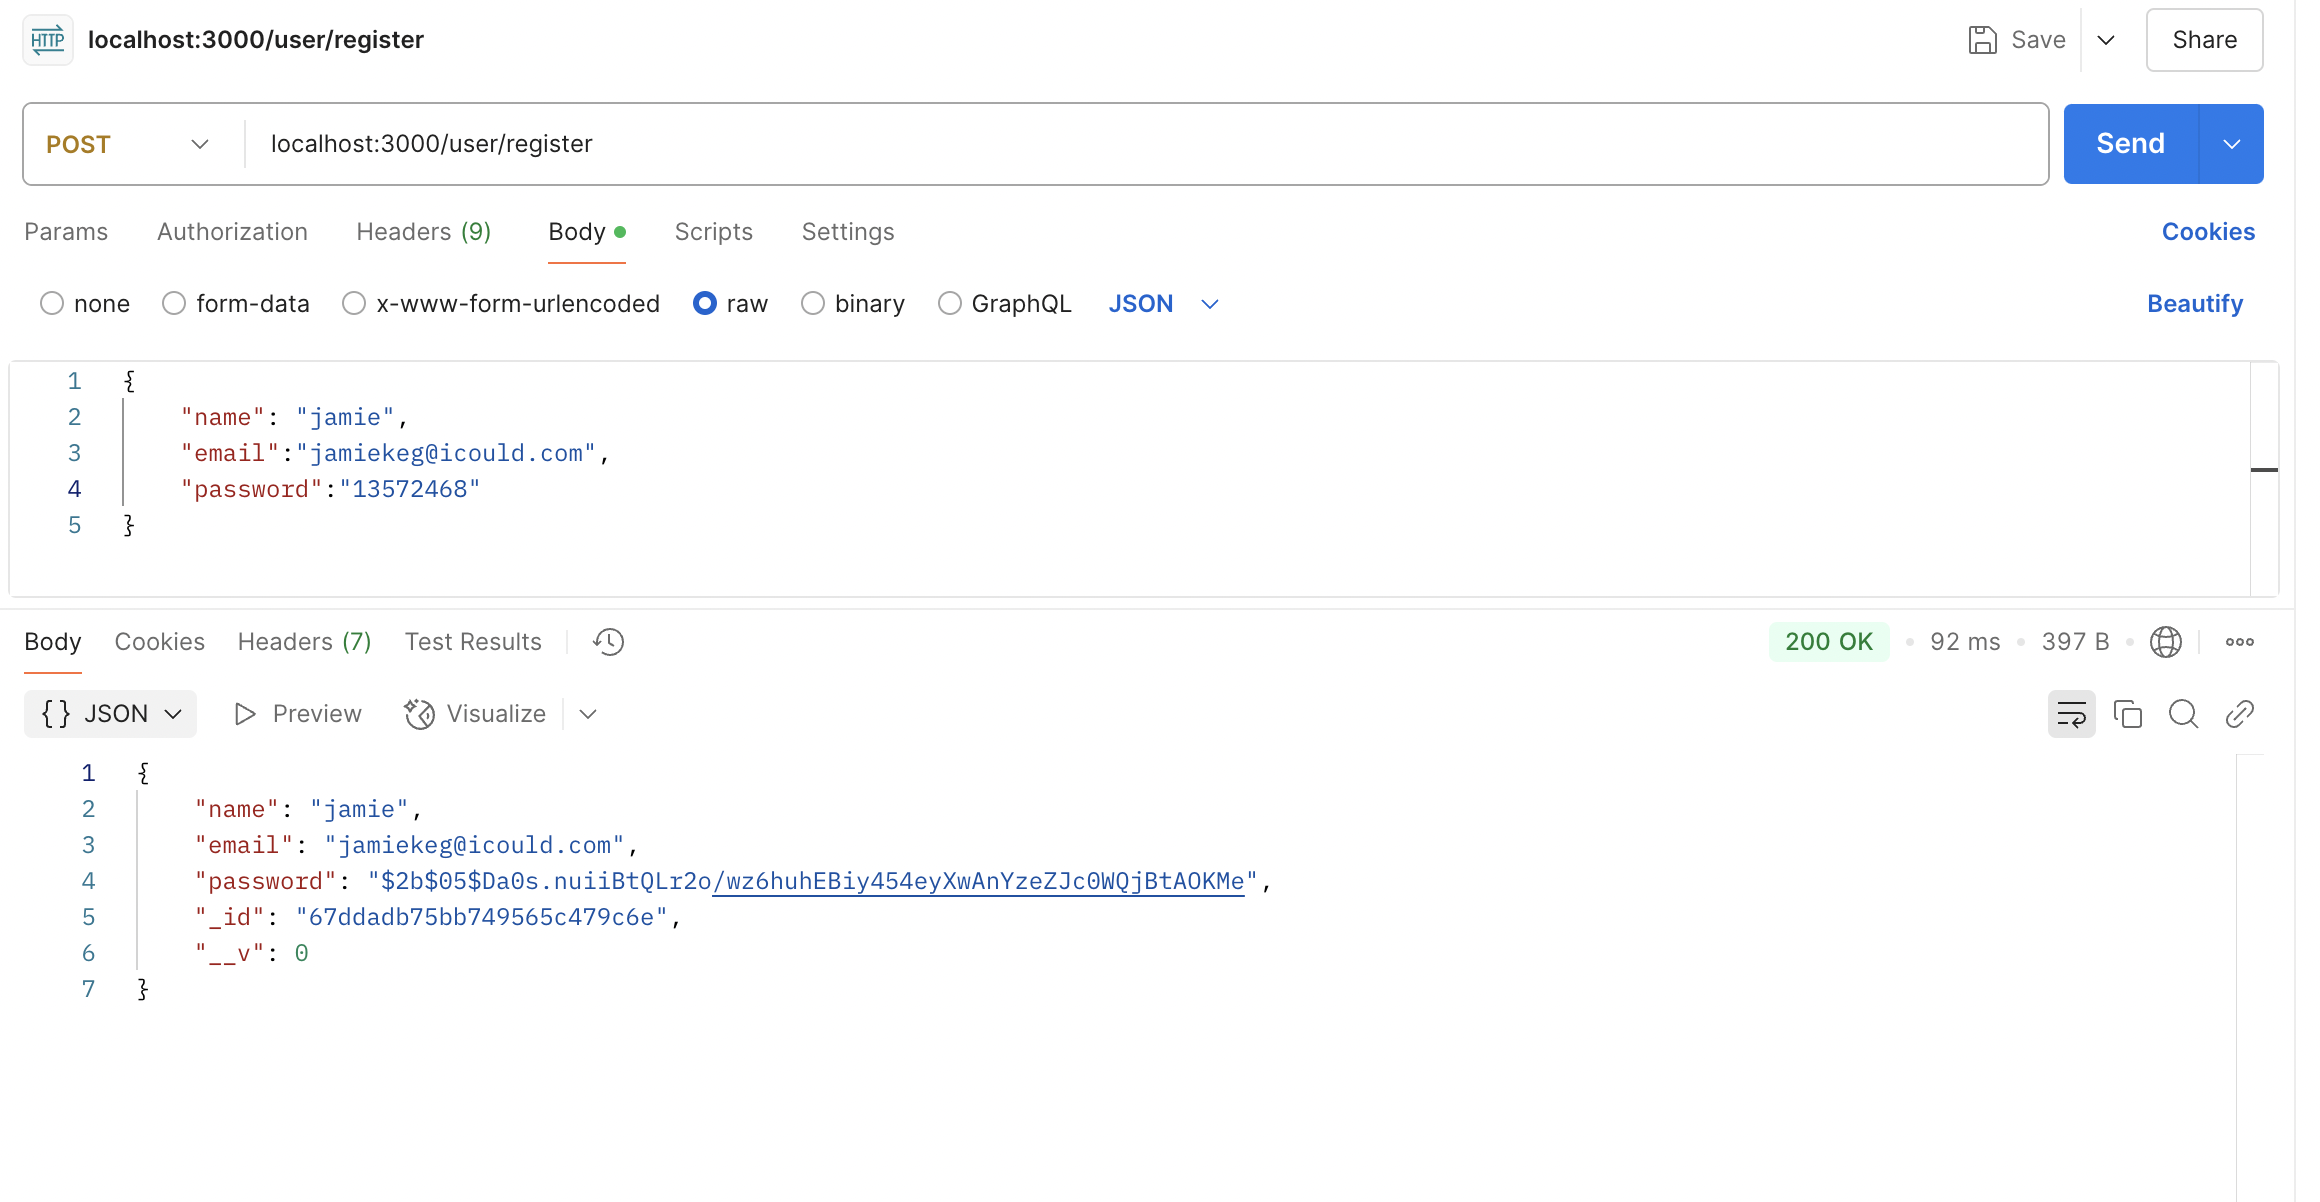 HTTP localhost:3000/user/register Save Share
POST localhost:3000/user/register Send
Params Authorization Headers (9) Body Scripts Settings Cookies
none form-data x-www-form-urlencoded raw binary GraphQL JSON Beautify
1 {
2 "name": "jamie",
3 "email":"jamiekeg@icould.com",
4 "password":"13572468"
5 }
Body Cookies Headers (7) Test Results 200 OK • 92 ms • 397 B •
{} JSON Preview Visualize
1 {
2 "name": "jamie",
3 "email": "jamiekeg@icould.com",
4 "password": "$2b$05$Da0s.nuiiBtQLr2o/wz6huhEBiy454eyXwAnYzeZJc0WQjBtAOKMe",
5 "_id": "67ddadb75bb749565c479c6e",
6 "__v": 0
7 }